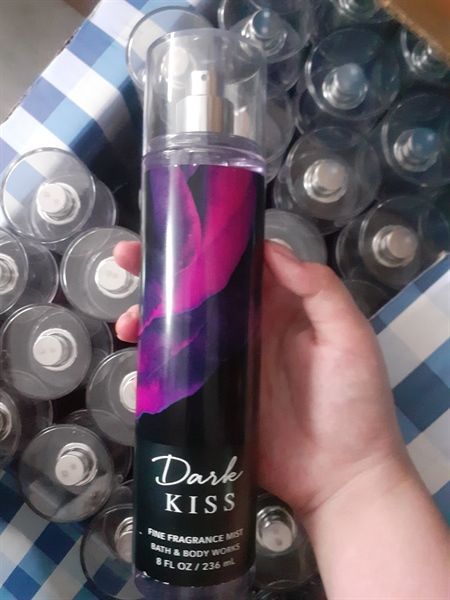 Dark
KISS
FINE FRAGRANCE MIST
BATH & BODY WORKS
8 FL OZ / 236 mL